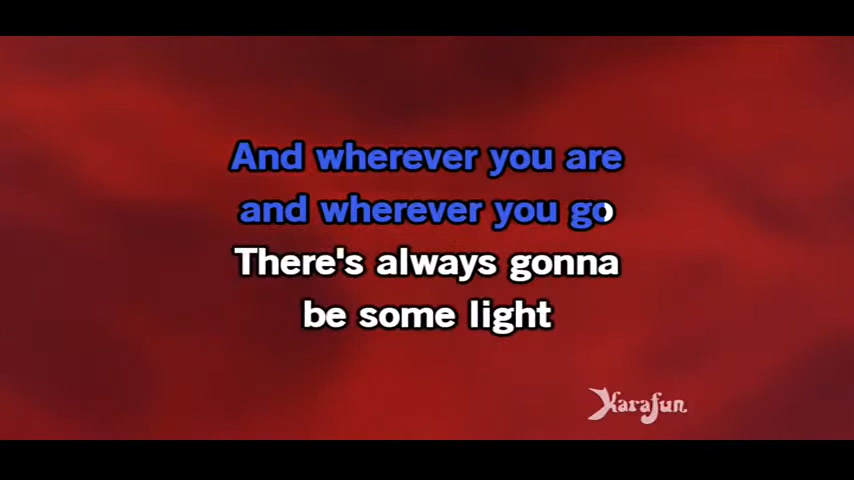 And wherever you are
and wherever you go
There's always gonna
be some light
Karafun